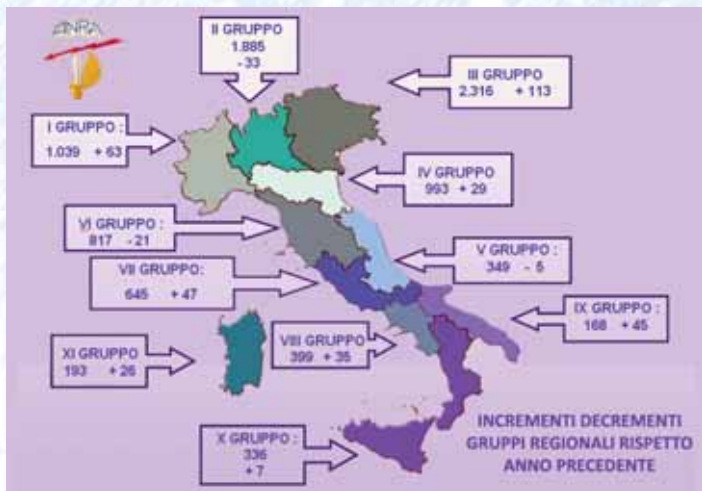 ANRA
II GRUPPO
1.885
- 33
III GRUPPO
2.316 + 113
I GRUPPO :
1.039 + 63
IV GRUPPO
993 + 29
VI GRUPPO :
817 - 21
V GRUPPO :
349 - 5
VII GRUPPO:
645 + 47
IX GRUPPO :
168 + 45
XI GRUPPO
193 + 26
VIII GRUPPO :
399 + 35
X GRUPPO :
336
+ 7
INCREMENTI DECREMENTI
GRUPPI REGIONALI RISPETTO
ANNO PRECEDENTE